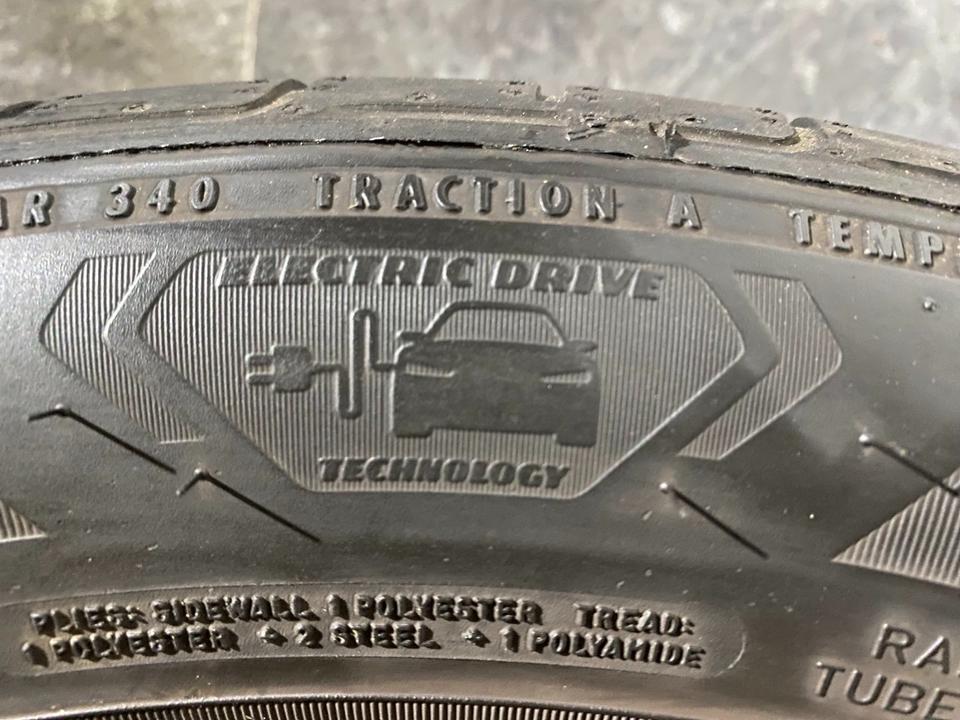 340 TRACTION A TEMP
ELECTRIC DRIVE
TECHNOLOGY
PLIES: SIDEWALL 1 POLYESTER TREAD:
1 POLYESTER + 2 STEEL + 1 POLYAMIDE
RA
TUBE